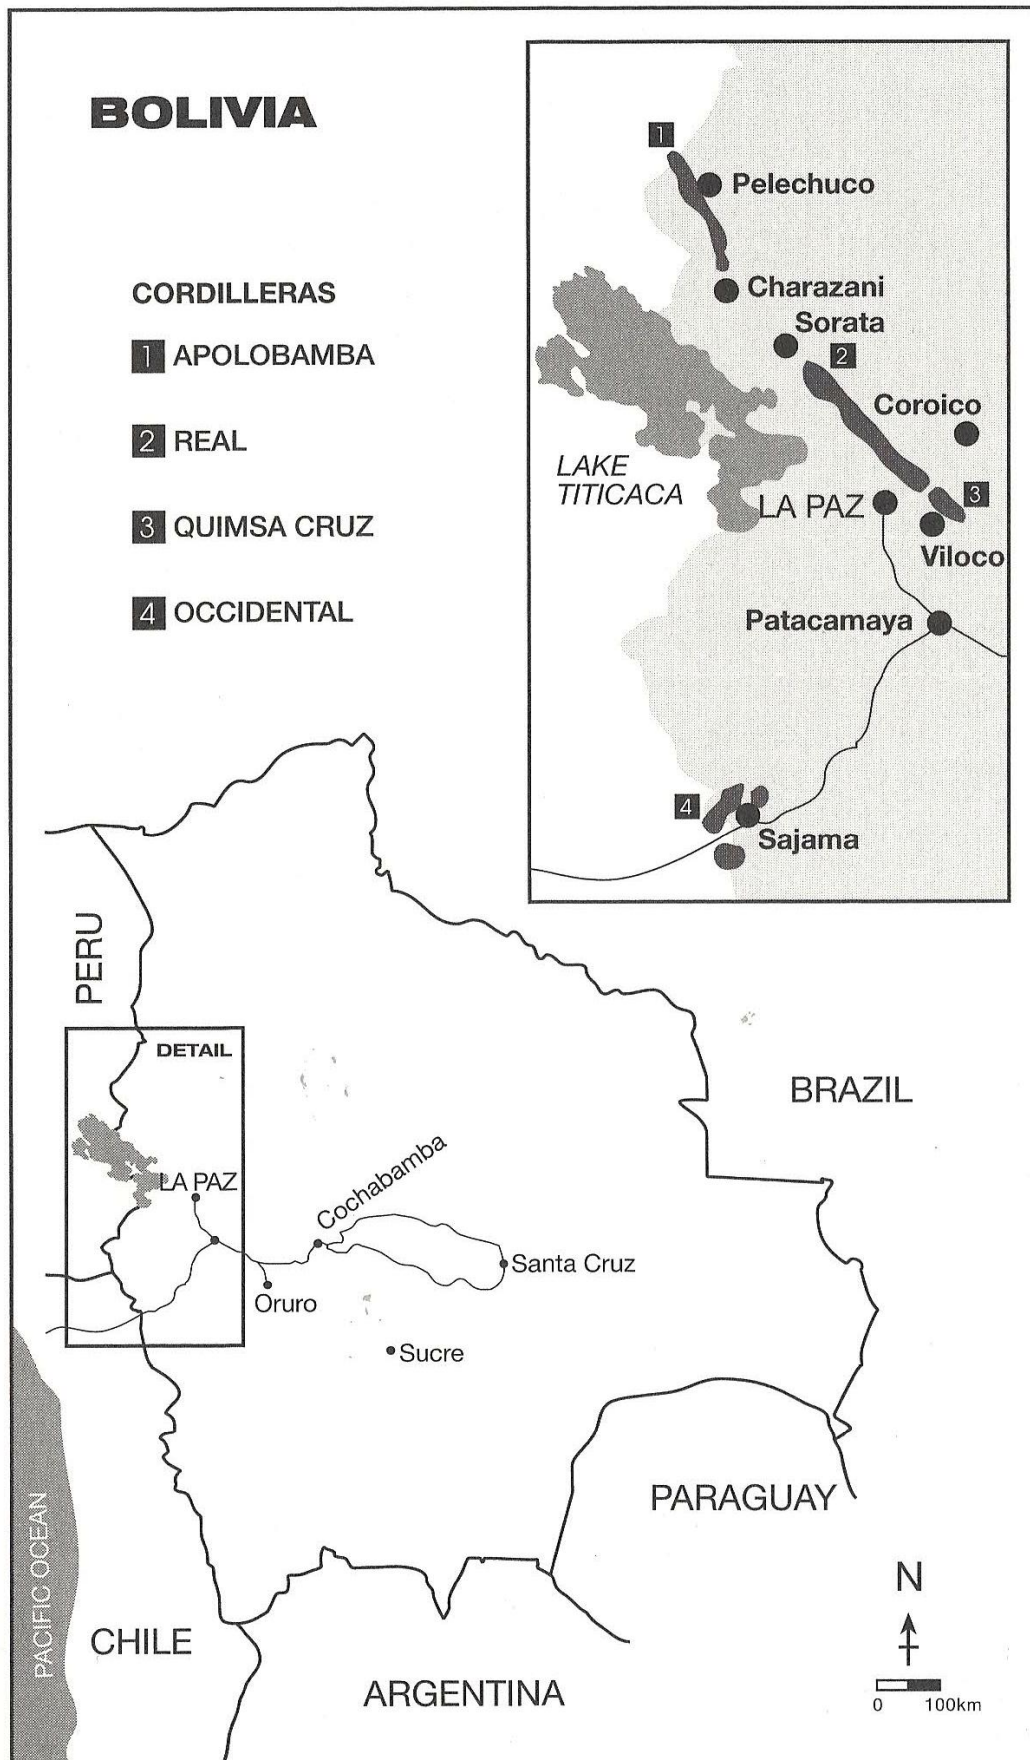 BOLIVIA
CORDILLERAS
1 APOLOBAMBA
2 REAL
3 QUIMSA CRUZ
4 OCCIDENTAL
1
Pelechuco
Charazani
Sorata
2
Coroico
LAKE
TITICACA
LA PAZ
3
Viloco
Patacamaya
4
Sajama
PERU
DETAIL
BRAZIL
LA PAZ
Cochabamba
Santa Cruz
Oruro
Sucre
PARAGUAY
PACIFIC OCEAN
CHILE
ARGENTINA
N
0 100km